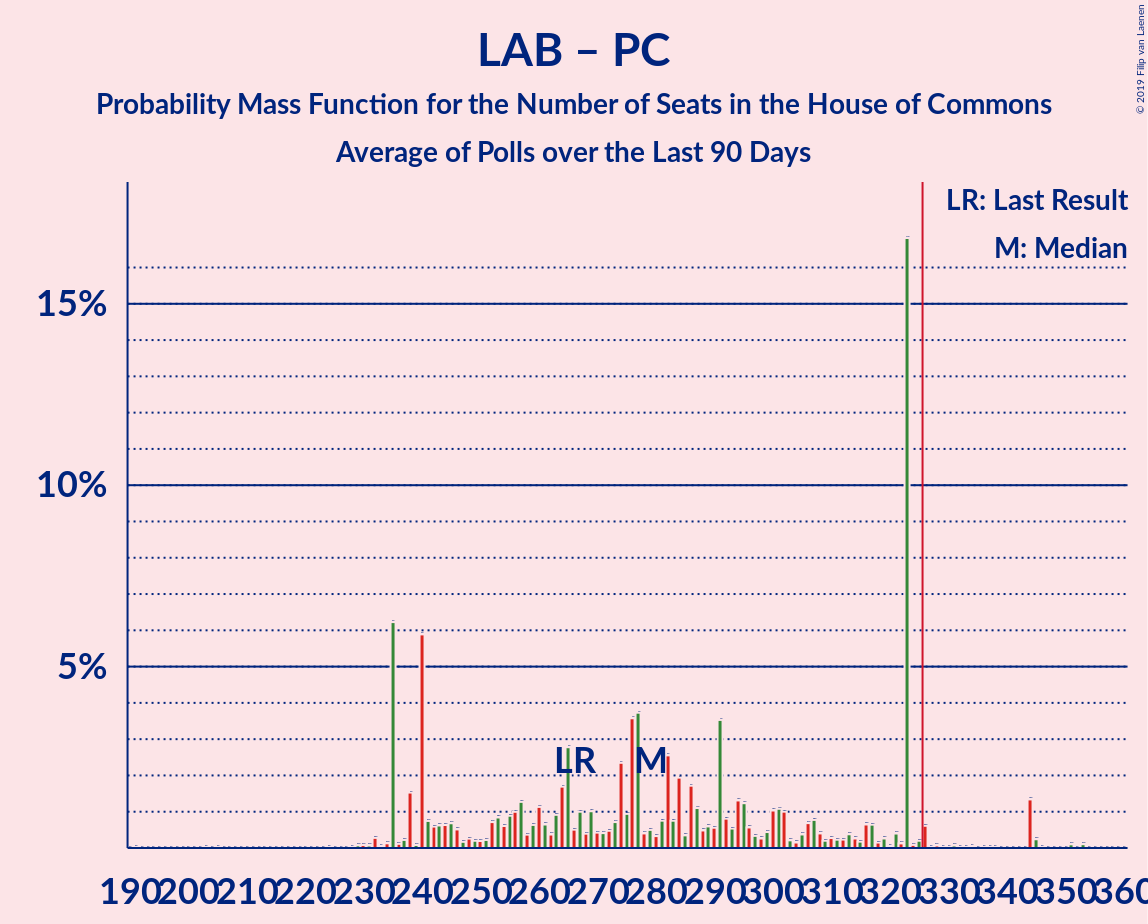 LAB – PC
Probability Mass Function for the Number of Seats in the House of Commons
Average of Polls over the Last 90 Days
© 2019 Filip van Laenen
LR: Last Result
M: Median
15%
10%
5%
LR M
190 200 210 220 230 240 250 260 270 280 290 300 310 320 330 340 350 360